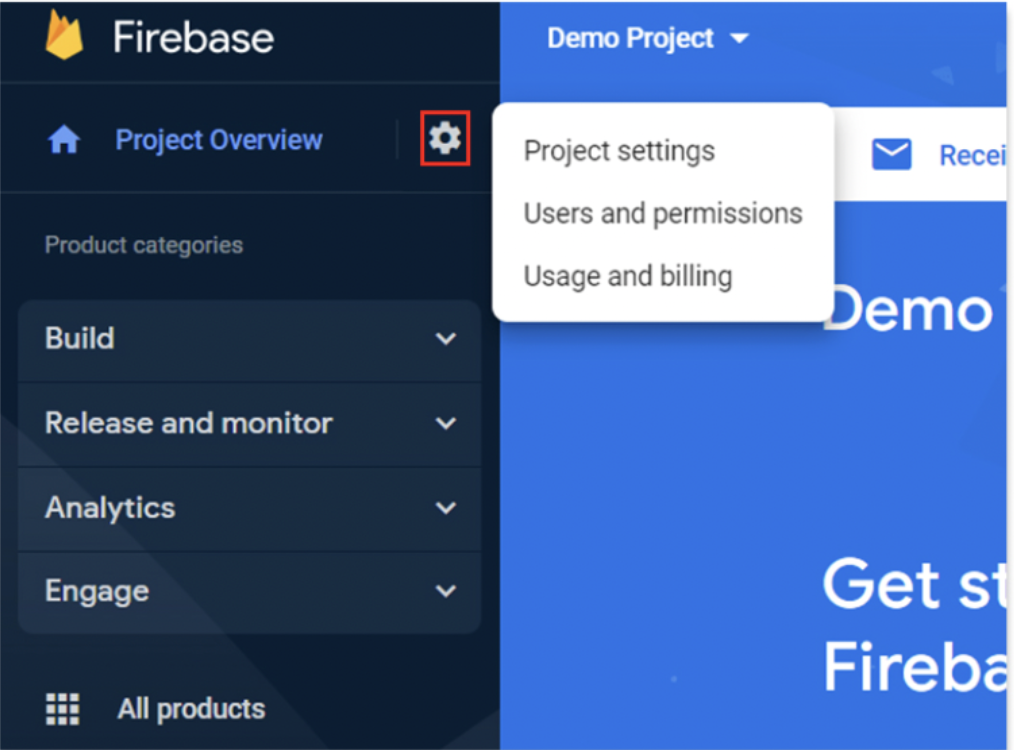 Firebase
Demo Project
Project Overview
Project settings
Users and permissions
Usage and billing
Recei
Product categories
Build
Release and monitor
Analytics
Engage
All products
Demo
Get st
Fireba